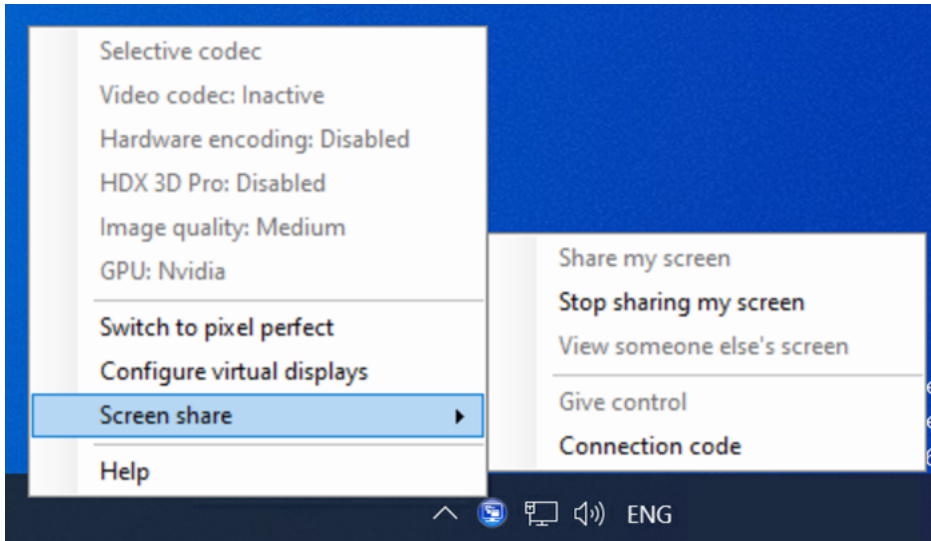 Selective codec
Video codec: Inactive
Hardware encoding: Disabled
HDX 3D Pro: Disabled
Image quality: Medium
GPU: Nvidia
Switch to pixel perfect
Configure virtual displays
Screen share
Help
Share my screen
Stop sharing my screen
View someone else's screen
Give control
Connection code
ENG